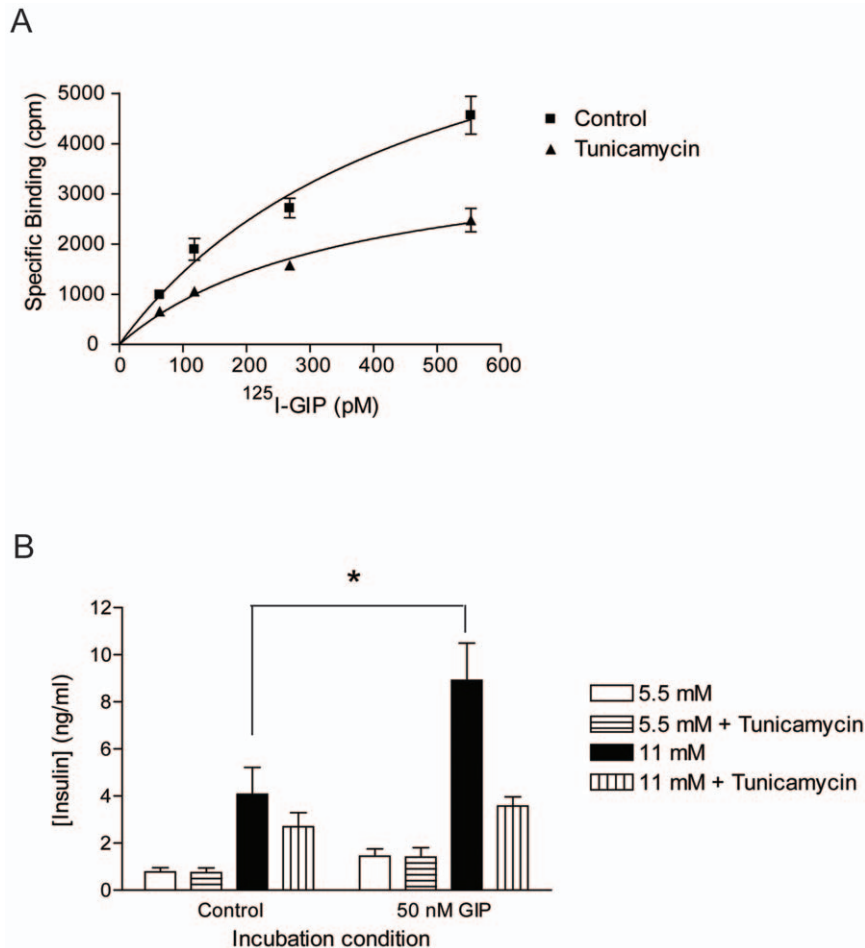 A
Specific Binding (cpm)
5000
4000
3000
2000
1000
0
0 100 200 300 400 500 600
¹²⁵I-GIP (pM)
Control
Tunicamycin
B
*
[Insulin] (ng/ml)
12
10
8
6
4
2
0
Control 50 nM GIP
Incubation condition
5.5 mM
5.5 mM + Tunicamycin
11 mM
11 mM + Tunicamycin